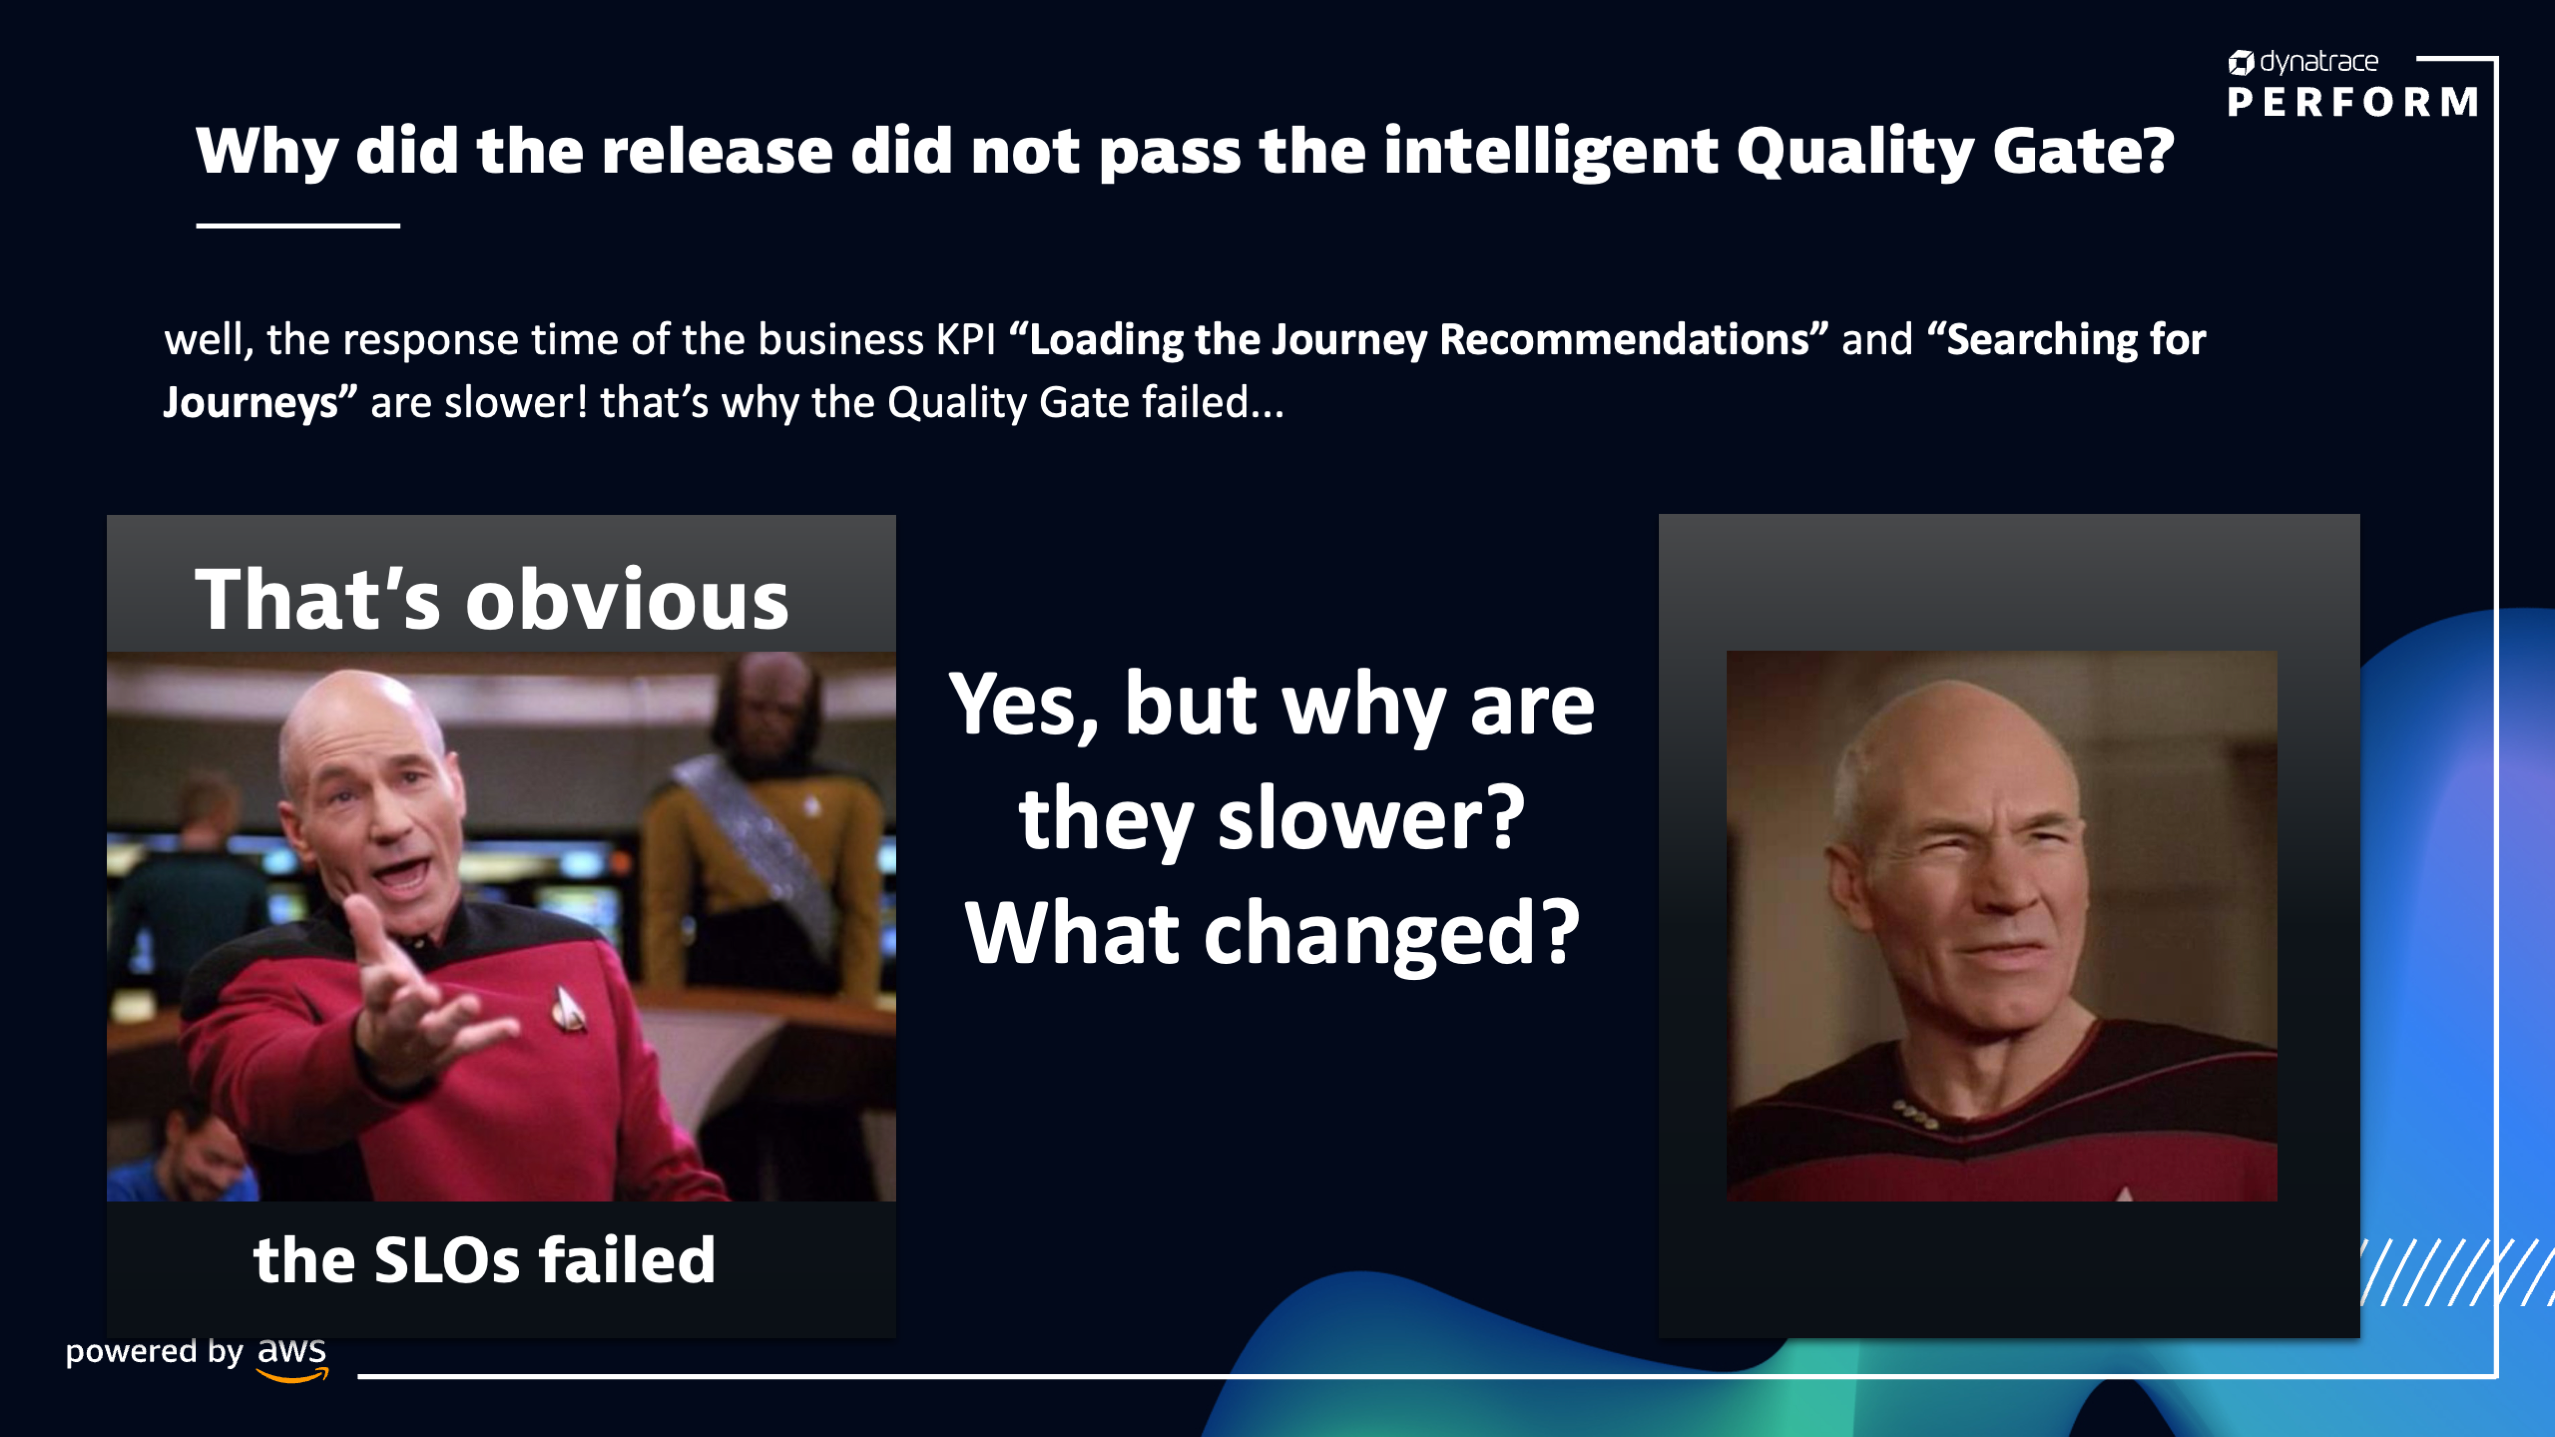 dynatrace
PERFORM
Why did the release did not pass the intelligent Quality Gate?
well, the response time of the business KPI “Loading the Journey Recommendations” and “Searching for
Journeys” are slower! that’s why the Quality Gate failed...
That’s obvious
the SLOs failed
Yes, but why are
they slower?
What changed?
powered by aws